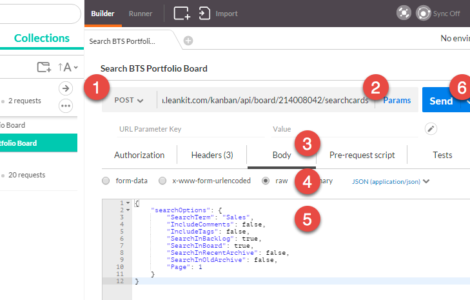 Builder
Runner
Import
Sync Off
Collections
Search BTS Portfoli..
No envi
Search BTS Portfolio Board
1
2
6
2 requests
POST
.leankit.com/kanban/api/board/214008042/searchcards
Params
Send
o Board
URL Parameter Key
Value
tfolio Board
3
Authorization
Headers (3)
Body
Pre-request script
Tests
20 requests
4
form-data
x-www-form-urlencoded
raw
nary
JSON (application/json)
5
1 {
2 "searchOptions": {
3 "SearchTerm": "Sales",
4 "IncludeComments": false,
5 "IncludeTags": false,
6 "SearchInBacklog": true,
7 "SearchInBoard": true,
8 "SearchInRecentArchive": false,
9 "SearchInOldArchive": false,
10 "Page": 1
11 }
12 }